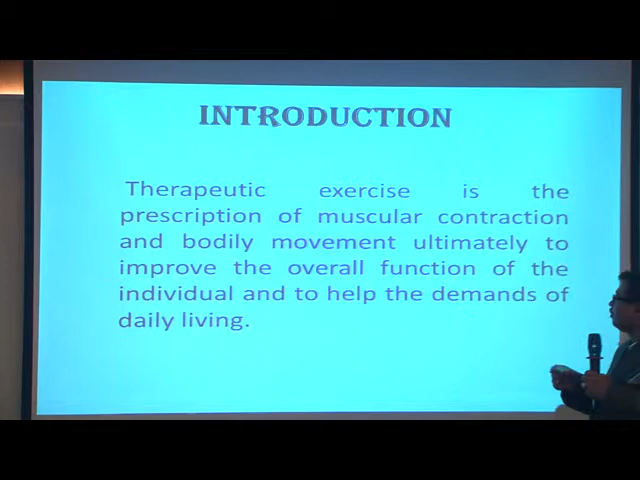 INTRODUCTION
Therapeutic exercise is the
prescription of muscular contraction
and bodily movement ultimately to
improve the overall function of the
individual and to help the demands of
daily living.